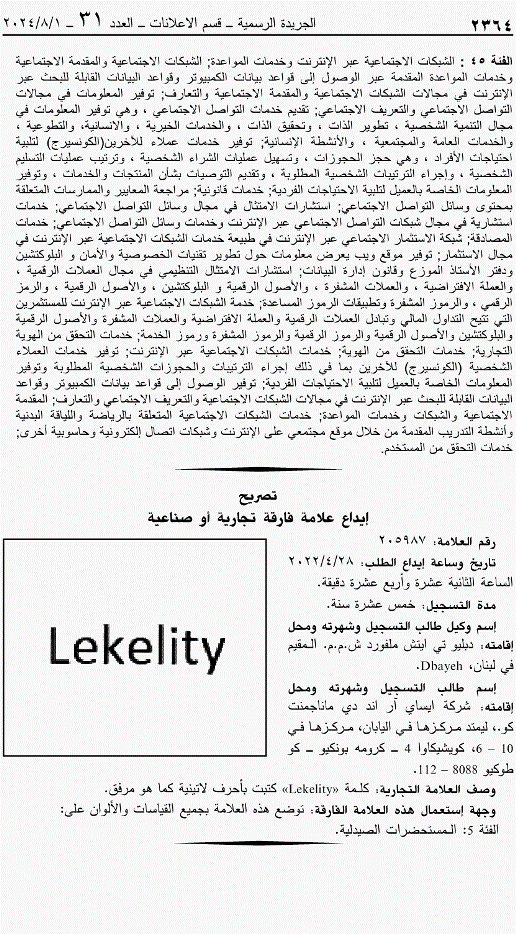 ٢٣٦٤ الجريدة الرسمية ــ قسم الاعلانات ــ العدد ٣١ ــ ٢٠٢٤/٨/١
الفئة ٤٥ : الشبكات الاجتماعية عبر الإنترنت وخدمات المواعدة; الشبكات الاجتماعية والمقدمة الاجتماعية
وخدمات المواعدة المقدمة عبر الوصول إلى قواعد بيانات الكمبيوتر وقواعد البيانات القابلة للبحث عبر
الإنترنت في مجالات الشبكات الاجتماعية والمقدمة الاجتماعية والتعارف; توفير المعلومات في مجالات
التواصل الاجتماعي والتعريف الاجتماعي; تقديم خدمات التواصل الاجتماعي ، وهي توفير المعلومات في
مجال التنمية الشخصية ، تطوير الذات ، وتحقيق الذات ، والخدمات الخيرية ، والانسانية، والتطوعية ،
والخدمات العامة والمجتمعية ، والأنشطة الإنسانية; توفير خدمات عملاء للآخرين(الكونسيرج) لتلبية
احتياجات الأفراد ، وهي حجز الحجوزات ، وتسهيل عمليات الشراء الشخصية ، وترتيب عمليات التسليم
الشخصية ، وإجراء الترتيبات الشخصية المطلوبة ، وتقديم التوصيات بشأن المنتجات والخدمات ، وتوفير
المعلومات الخاصة بالعميل لتلبية الاحتياجات الفردية; خدمات قانونية; مراجعة المعايير والممارسات المتعلقة
بمحتوى وسائل التواصل الاجتماعي; استشارات الامتثال في مجال وسائل التواصل الاجتماعي; خدمات
استشارية في مجال شبكات التواصل الاجتماعي عبر الإنترنت وخدمات وسائل التواصل الاجتماعي; خدمات
المصادقة; شبكة الاستثمار الاجتماعي عبر الإنترنت في طبيعة خدمات الشبكات الاجتماعية عبر الإنترنت في
مجال الاستثمار; توفير موقع ويب يعرض معلومات حول تطوير تقنيات الخصوصية والأمان و البلوكتشين
ودفتر الأستاذ الموزع وقانون إدارة البيانات; استشارات الامتثال التنظيمي في مجال العملات الرقمية ،
والعملة الافتراضية ، والعملات المشفرة ، والأصول الرقمية و البلوكتشين ، والأصول الرقمية ، والرمز
الرقمي ، والرموز المشفرة وتطبيقات الرموز المساعدة; خدمة الشبكات الاجتماعية عبر الإنترنت للمستثمرين
التي تتيح التداول المالي وتبادل العملات الرقمية والعملة الافتراضية والعملات المشفرة والأصول الرقمية
والبلوكتشين والأصول الرقمية والرموز الرقمية والرموز المشفرة ورموز الخدمة; خدمات التحقق من الهوية
التجارية; خدمات التحقق من الهوية; خدمات الشبكات الاجتماعية عبر الإنترنت; توفير خدمات العملاء
الشخصية (الكونسيرج) للآخرين بما في ذلك إجراء الترتيبات والحجوزات الشخصية المطلوبة وتوفير
المعلومات الخاصة بالعميل لتلبية الاحتياجات الفردية; توفير الوصول إلى قواعد بيانات الكمبيوتر وقواعد
البيانات القابلة للبحث عبر الإنترنت في مجالات الشبكات الاجتماعية والتعريف الاجتماعي والتعارف; المقدمة
الاجتماعية والشبكات وخدمات المواعدة; خدمات الشبكات الاجتماعية المتعلقة بالرياضة واللياقة البدنية
وأنشطة التدريب المقدمة من خلال موقع مجتمعي على الإنترنت وشبكات اتصال إلكترونية وحاسوبية أخرى;
خدمات التحقق من المستخدم.
تصريح
إيداع علامة فارقة تجارية أو صناعية
رقم العلامة: ٢٠٥٩٨٧
تاريخ وساعة إيداع الطلب: ٢٠٢٢/٤/٢٨
الساعة الثانية عشرة وأربع عشرة دقيقة.
مدة التسجيل: خمس عشرة سنة.
إسم وكيل طالب التسجيل وشهرته ومحل
إقامته: دبليو تي ايتش ملفورد ش.م.م. المقيم
في لبنان، Dbayeh.
إسم طالب التسجيل وشهرته ومحل
إقامته: شركة ايساي آر اند دي ماناجمنت
كو.، ليمتد مركزها في اليابان، مركزها في
10 – 6، كويشيكاوا 4 – كرومه بونكيو – كو
طوكيو 8088 – 112.
Lekelity
وصف العلامة التجارية: كلمة «Lekelity» كتبت بأحرف لاتينية كما هو مرفق.
وجهة إستعمال هذه العلامة الفارقة: توضع هذه العلامة بجميع القياسات والألوان على:
الفئة 5: المستحضرات الصيدلية.